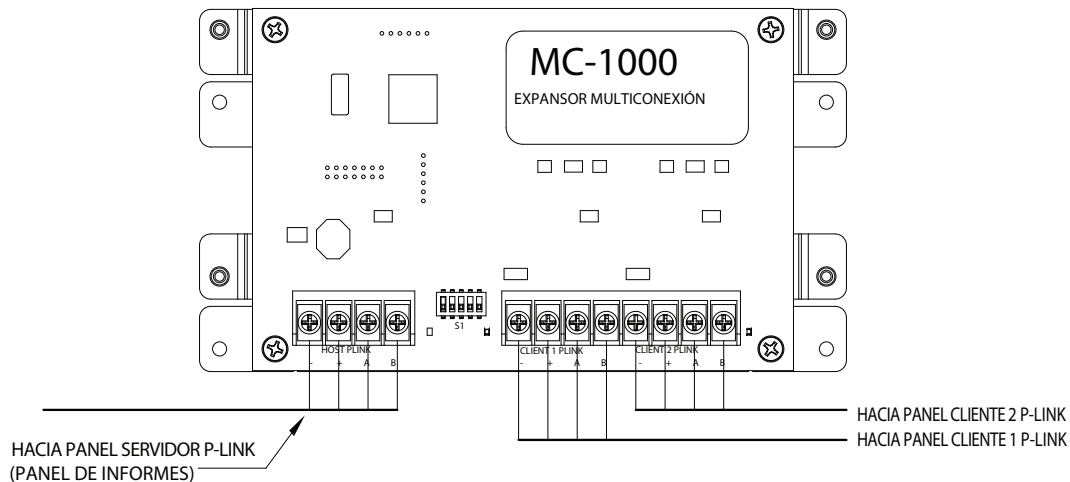 MC-1000
EXPANSOR MULTICONEXIÓN
S1
HOST PLINK
- + A B
CLIENT 1 PLINK
- + A B
CLIENT 2 PLINK
- + A B
HACIA PANEL CLIENTE 2 P-LINK
HACIA PANEL CLIENTE 1 P-LINK
HACIA PANEL SERVIDOR P-LINK
(PANEL DE INFORMES)